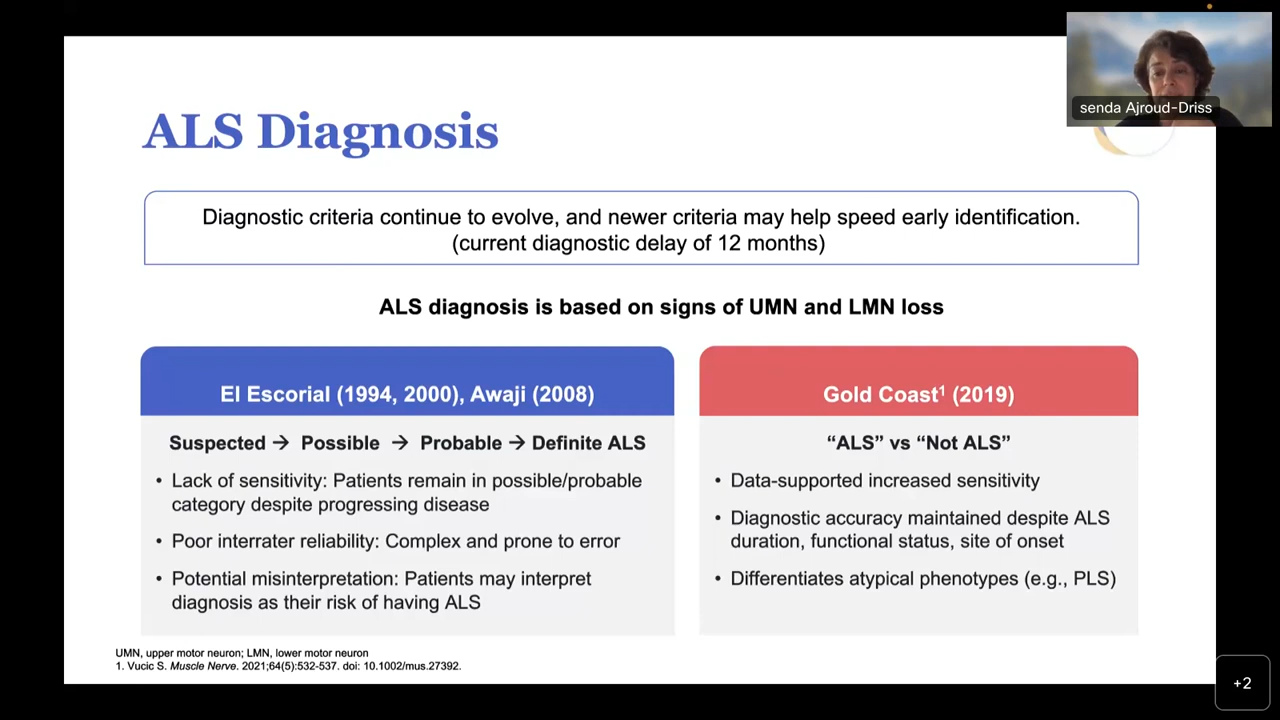 senda Ajroud-Driss
ALS Diagnosis
Diagnostic criteria continue to evolve, and newer criteria may help speed early identification.
(current diagnostic delay of 12 months)
ALS diagnosis is based on signs of UMN and LMN loss
El Escorial (1994, 2000), Awaji (2008)
Suspected → Possible → Probable → Definite ALS
• Lack of sensitivity: Patients remain in possible/probable
category despite progressing disease
• Poor interrater reliability: Complex and prone to error
• Potential misinterpretation: Patients may interpret
diagnosis as their risk of having ALS
Gold Coast¹ (2019)
“ALS” vs “Not ALS”
• Data-supported increased sensitivity
• Diagnostic accuracy maintained despite ALS
duration, functional status, site of onset
• Differentiates atypical phenotypes (e.g., PLS)
UMN, upper motor neuron; LMN, lower motor neuron
1. Vucic S. Muscle Nerve. 2021;64(5):532-537. doi: 10.1002/mus.27392.
+2